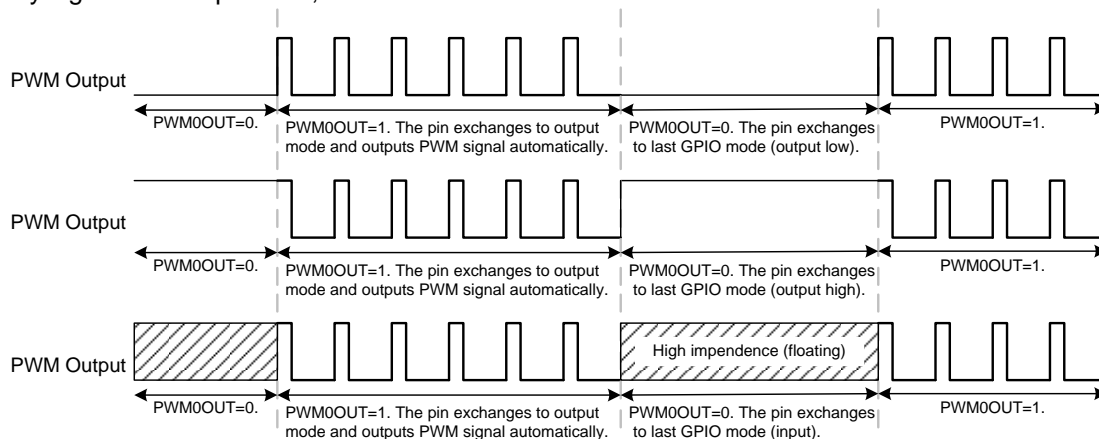 PWM Output
PWM0OUT=0.
PWM0OUT=1. The pin exchanges to output
mode and outputs PWM signal automatically.
PWM0OUT=0. The pin exchanges
to last GPIO mode (output low).
PWM0OUT=1.
PWM Output
PWM0OUT=0.
PWM0OUT=1. The pin exchanges to output
mode and outputs PWM signal automatically.
PWM0OUT=0. The pin exchanges
to last GPIO mode (output high).
PWM0OUT=1.
High impendence (floating)
PWM Output
PWM0OUT=0.
PWM0OUT=1. The pin exchanges to output
mode and outputs PWM signal automatically.
PWM0OUT=0. The pin exchanges
to last GPIO mode (input).
PWM0OUT=1.